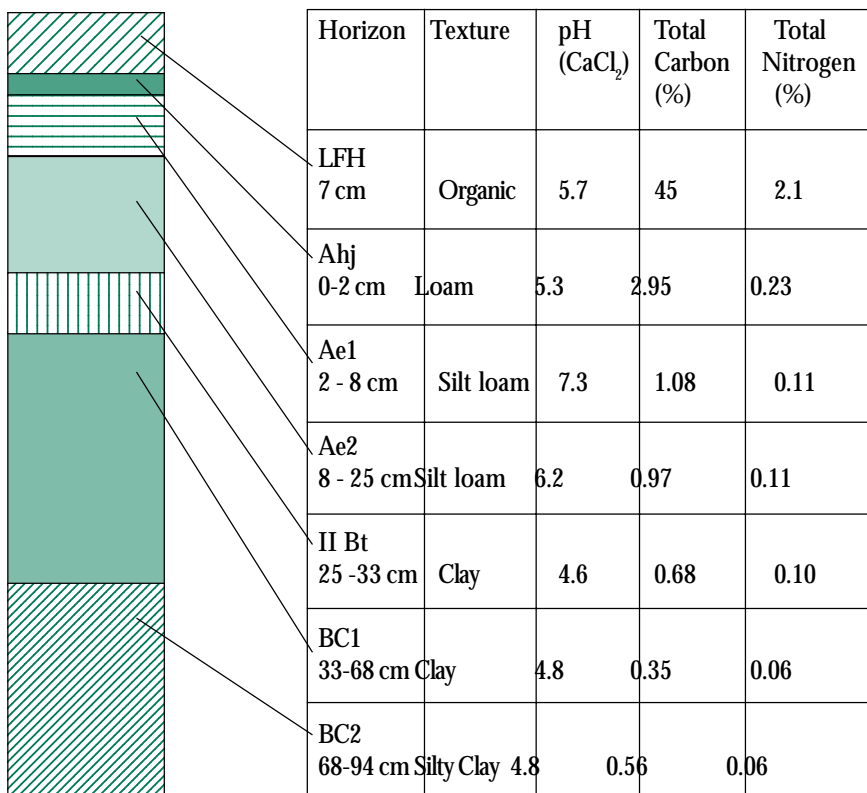 Horizon Texture pH Total Total
(CaCl₂) Carbon Nitrogen
(%) (%)
LFH
7 cm Organic 5.7 45 2.1
Ahj
0-2 cm Loam 5.3 2.95 0.23
Ae1
2 - 8 cm Silt loam 7.3 1.08 0.11
Ae2
8 - 25 cm Silt loam 6.2 0.97 0.11
II Bt
25 -33 cm Clay 4.6 0.68 0.10
BC1
33-68 cm Clay 4.8 0.35 0.06
BC2
68-94 cm Silty Clay 4.8 0.56 0.06